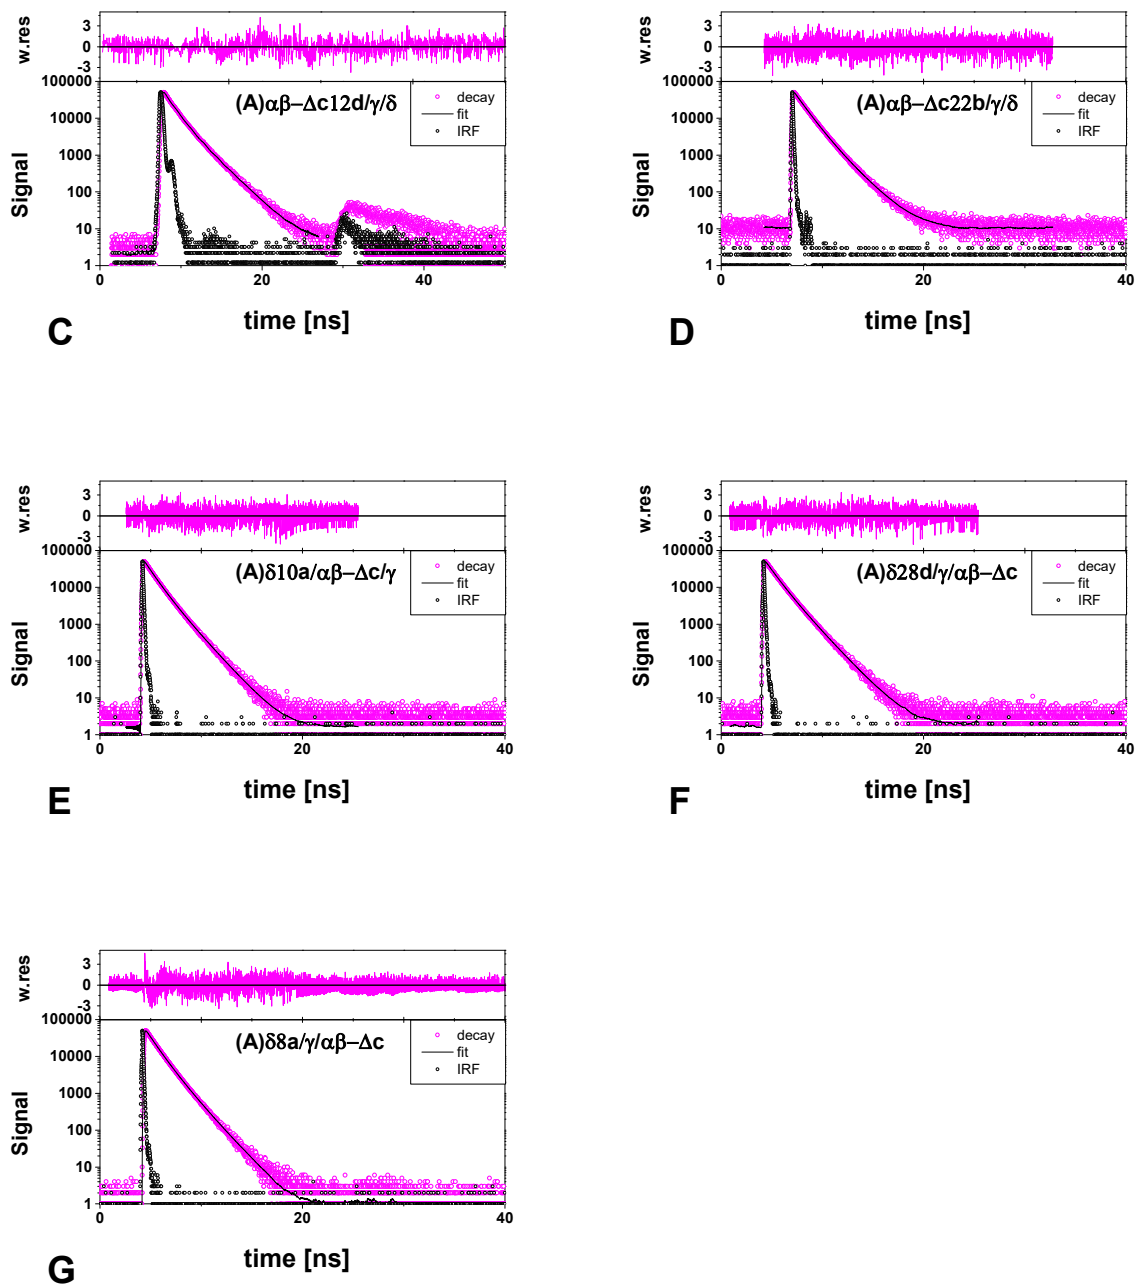 w.res
3
0
-3
Signal
100000
10000
1000
100
10
1
(A)αβ−Δc12d/γ/δ
decay
fit
IRF
0 20 40
time [ns]
C
w.res
3
0
-3
Signal
100000
10000
1000
100
10
1
(A)αβ−Δc22b/γ/δ
decay
fit
IRF
0 20 40
time [ns]
D
w.res
3
0
-3
Signal
100000
10000
1000
100
10
1
(A)δ10a/αβ−Δc/γ
decay
fit
IRF
0 20 40
time [ns]
E
w.res
3
0
-3
Signal
100000
10000
1000
100
10
1
(A)δ28d/γ/αβ−Δc
decay
fit
IRF
0 20 40
time [ns]
F
w.res
3
0
-3
Signal
100000
10000
1000
100
10
1
(A)δ8a/γ/αβ−Δc
decay
fit
IRF
0 20 40
time [ns]
G